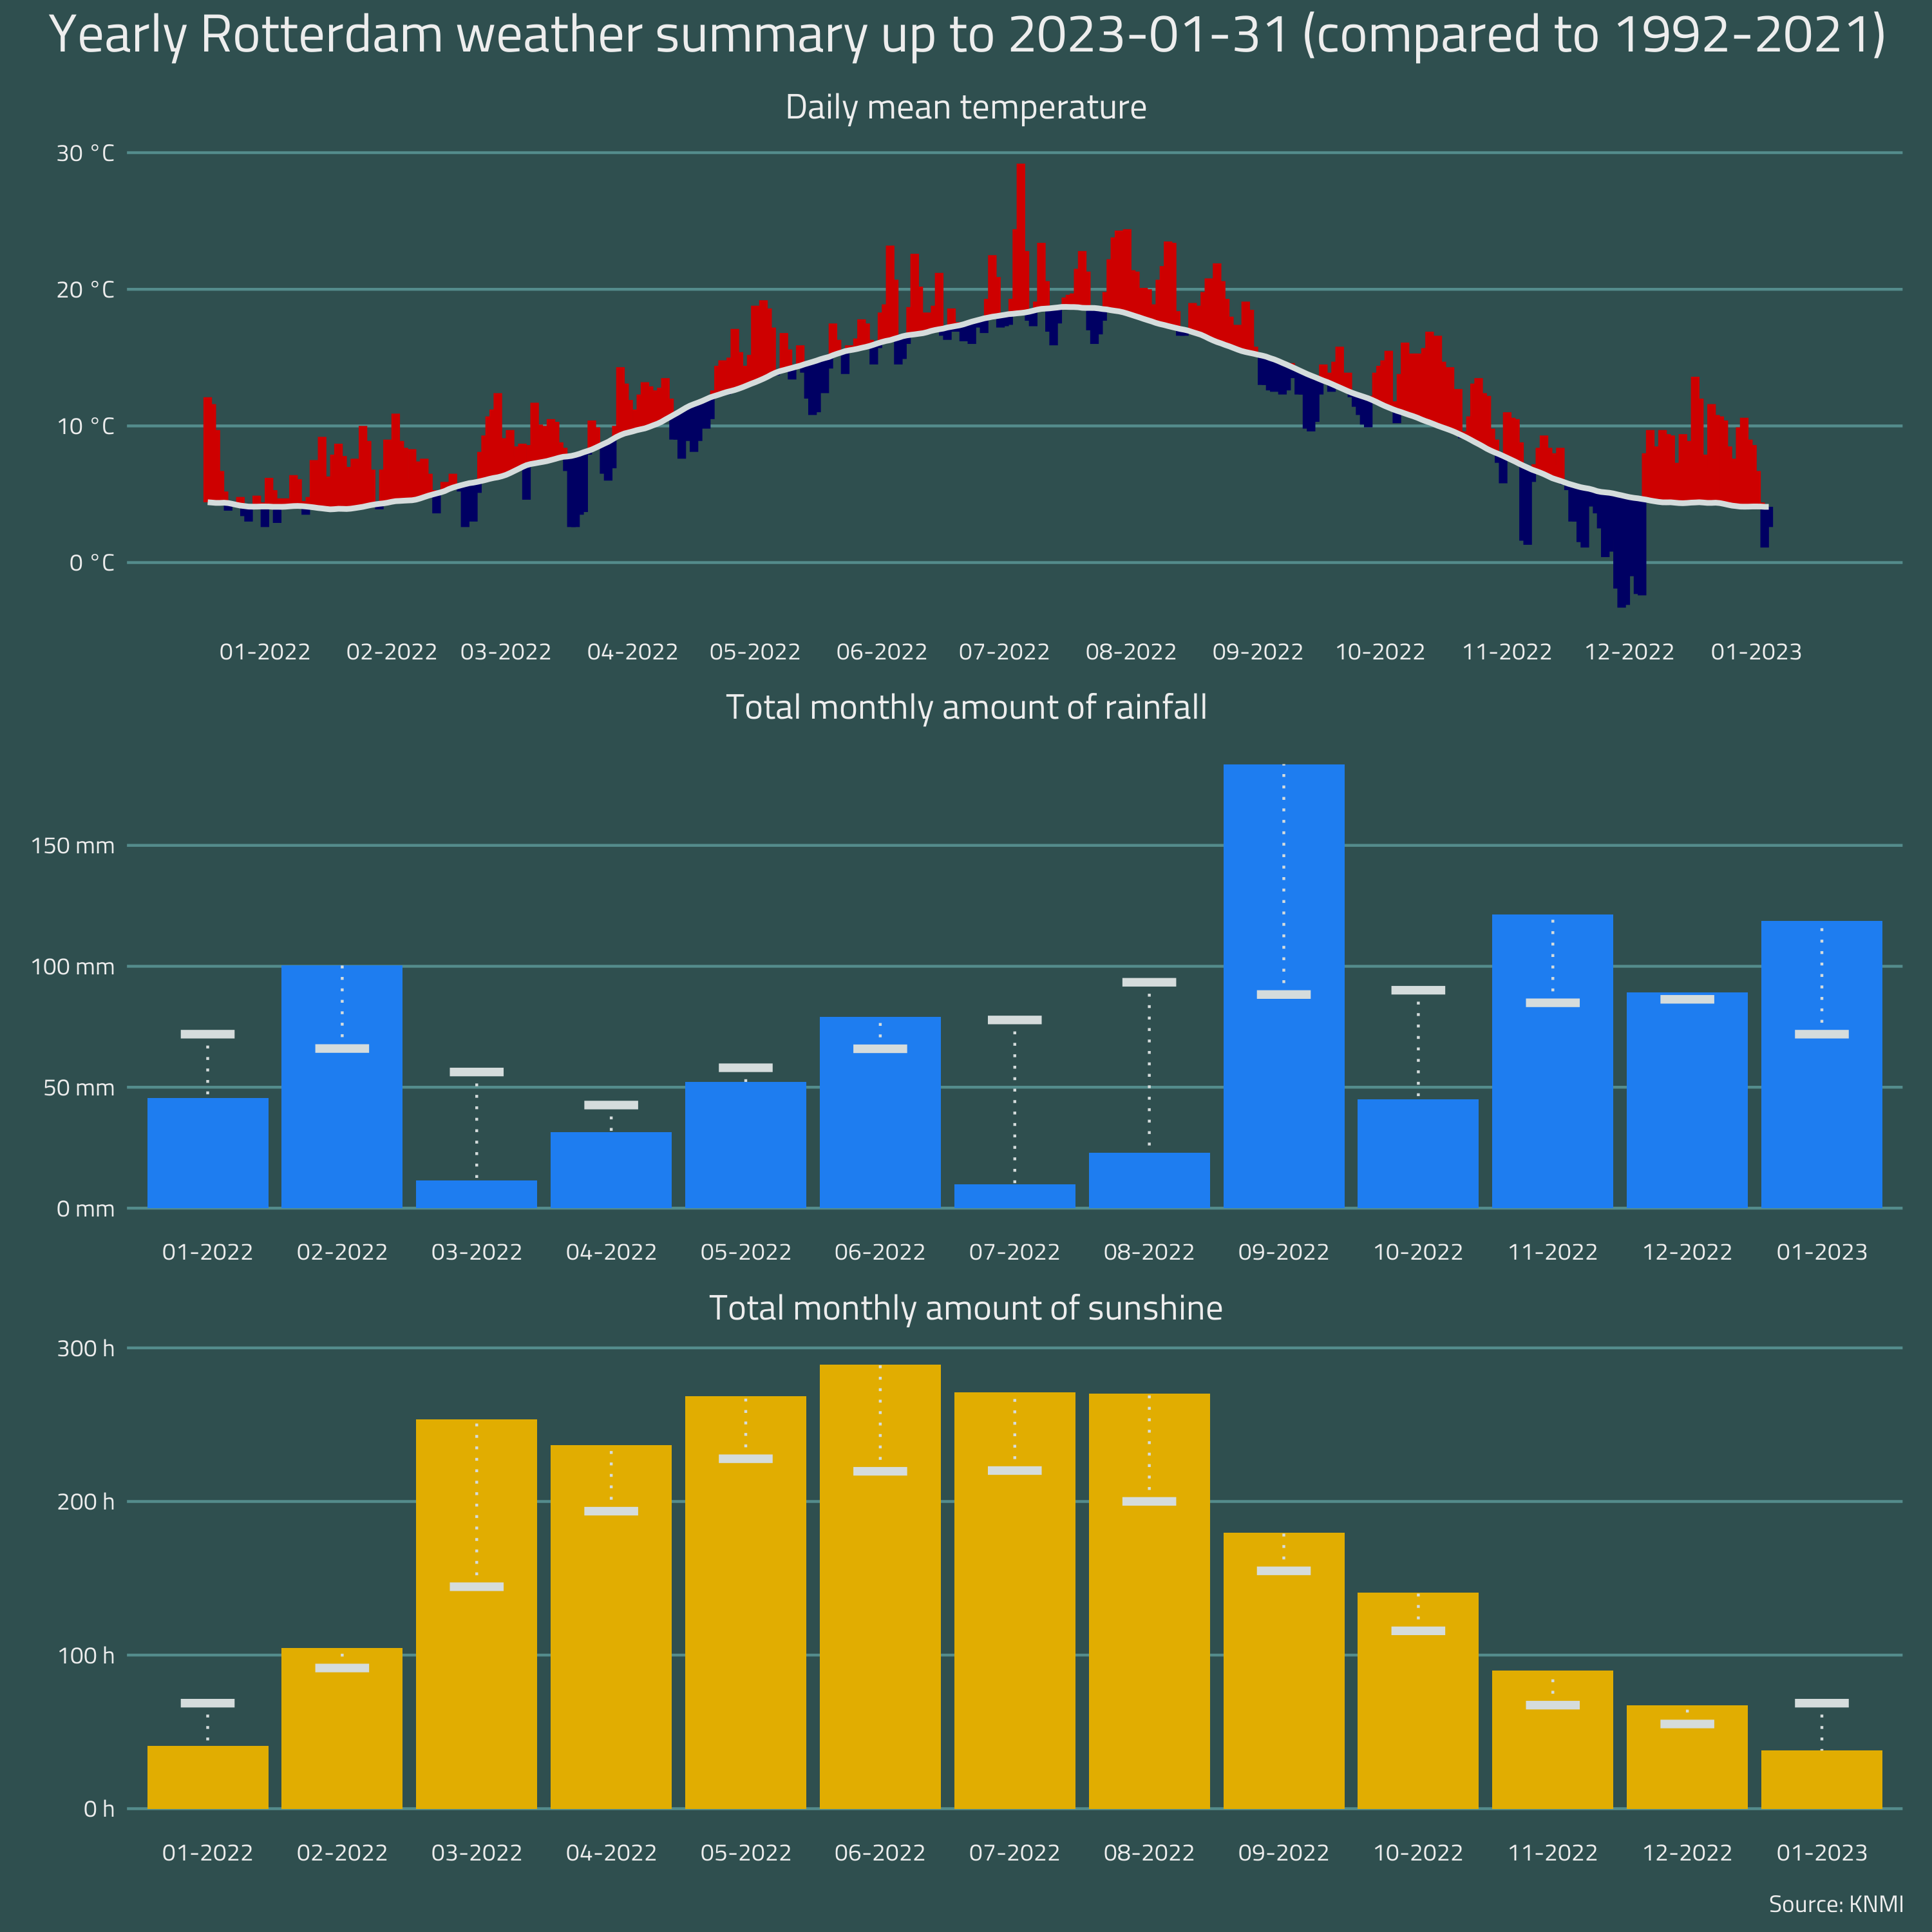 Yearly Rotterdam weather summary up to 2023-01-31 (compared to 1992-2021)
Daily mean temperature
30 °C
20 °C
10 °C
0 °C
01-2022 02-2022 03-2022 04-2022 05-2022 06-2022 07-2022 08-2022 09-2022 10-2022 11-2022 12-2022 01-2023
Total monthly amount of rainfall
150 mm
100 mm
50 mm
0 mm
01-2022 02-2022 03-2022 04-2022 05-2022 06-2022 07-2022 08-2022 09-2022 10-2022 11-2022 12-2022 01-2023
Total monthly amount of sunshine
300 h
200 h
100 h
0 h
01-2022 02-2022 03-2022 04-2022 05-2022 06-2022 07-2022 08-2022 09-2022 10-2022 11-2022 12-2022 01-2023
Source: KNMI